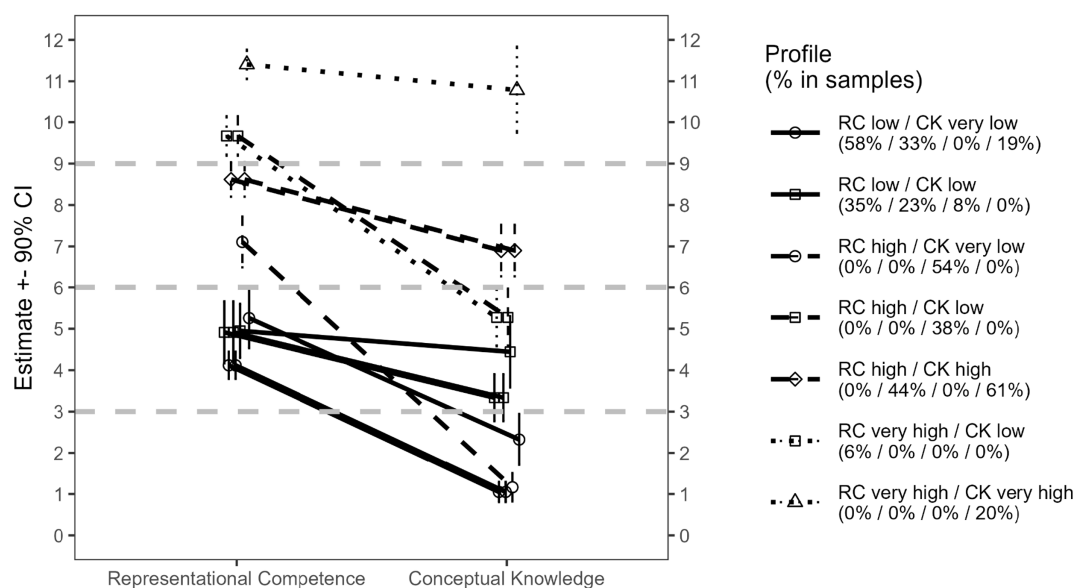 Estimate +- 90% CI
12
11
10
9
8
7
6
5
4
3
2
1
0
12
11
10
9
8
7
6
5
4
3
2
1
0
Representational Competence
Conceptual Knowledge
Profile
(% in samples)
RC low / CK very low
(58% / 33% / 0% / 19%)
RC low / CK low
(35% / 23% / 8% / 0%)
RC high / CK very low
(0% / 0% / 54% / 0%)
RC high / CK low
(0% / 0% / 38% / 0%)
RC high / CK high
(0% / 44% / 0% / 61%)
RC very high / CK low
(6% / 0% / 0% / 0%)
RC very high / CK very high
(0% / 0% / 0% / 20%)